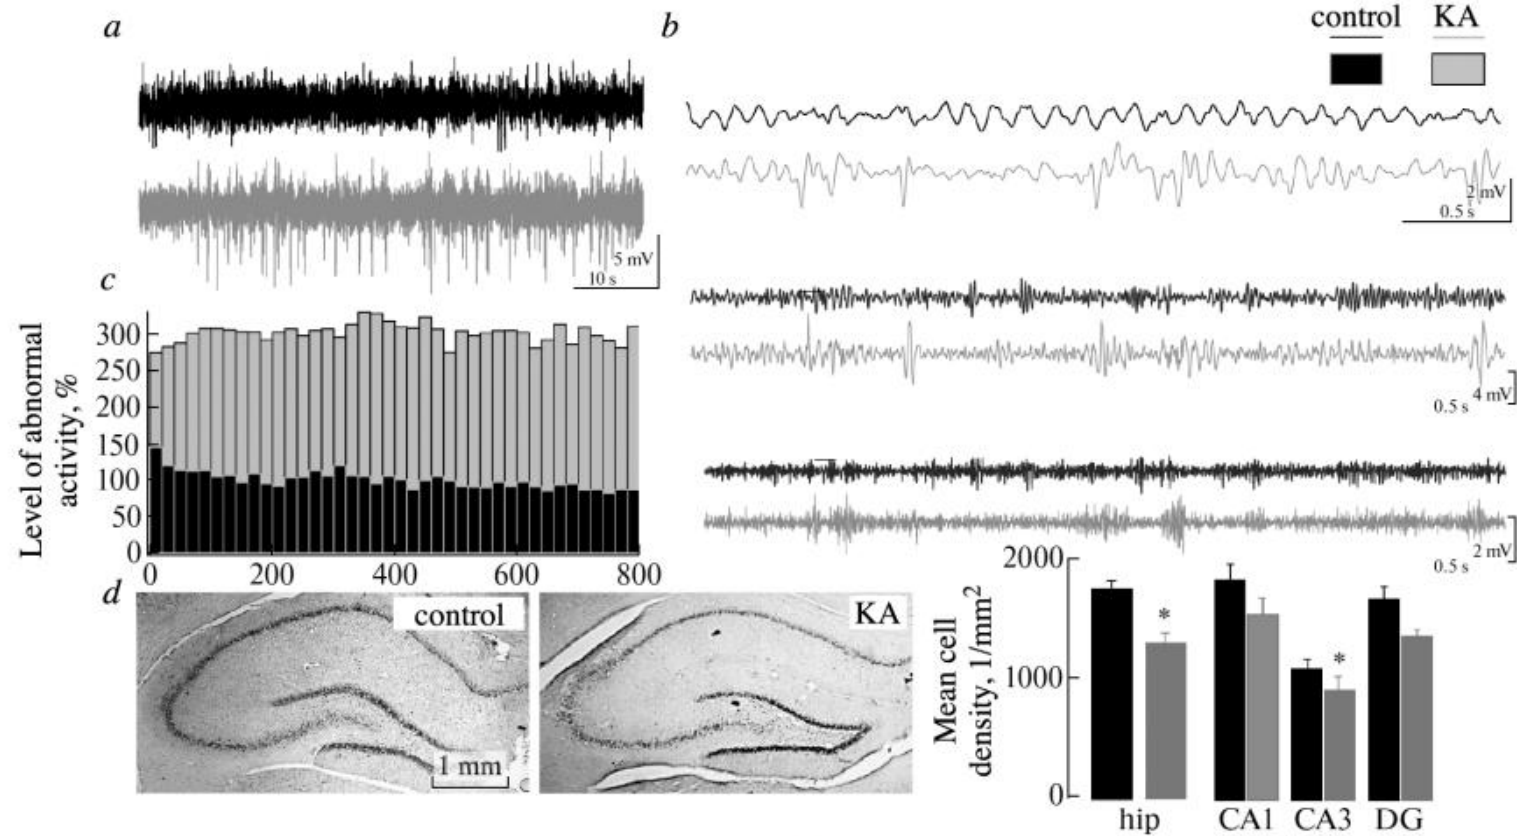 a
b
control KA
5 mV
10 s
2 mV
0.5 s
c
Level of abnormal
activity, %
300
250
200
150
100
50
0
0 200 400 600 800
0.5 s 4 mV
0.5 s 2 mV
d
control
1 mm
KA
Mean cell
density, 1/mm²
2000
1000
0
*
*
hip CA1 CA3 DG